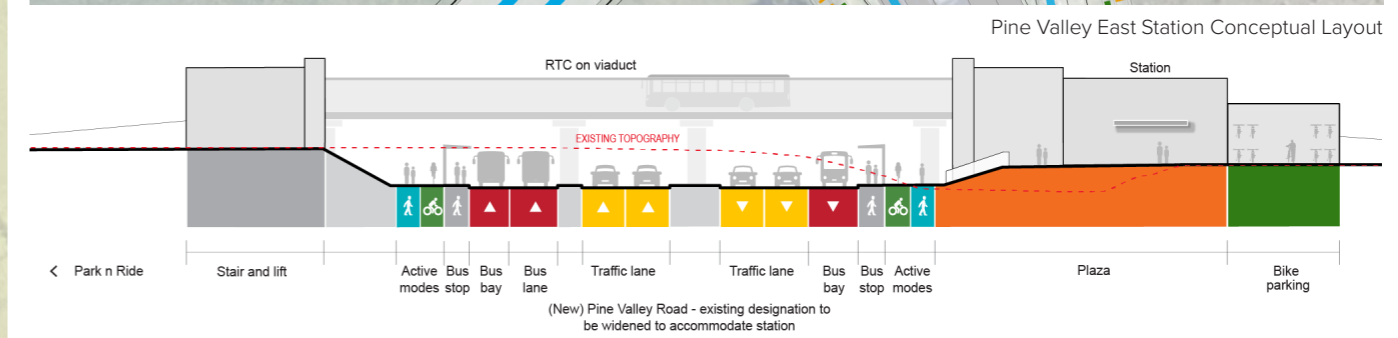 Pine Valley East Station Conceptual Layout
RTC on viaduct
Station
EXISTING TOPOGRAPHY
< Park n Ride
Stair and lift
Active modes
Bus stop
Bus bay
Bus lane
Traffic lane
Traffic lane
Bus bay
Bus stop
Active modes
Plaza
Bike parking
(New) Pine Valley Road - existing designation to
be widened to accommodate station